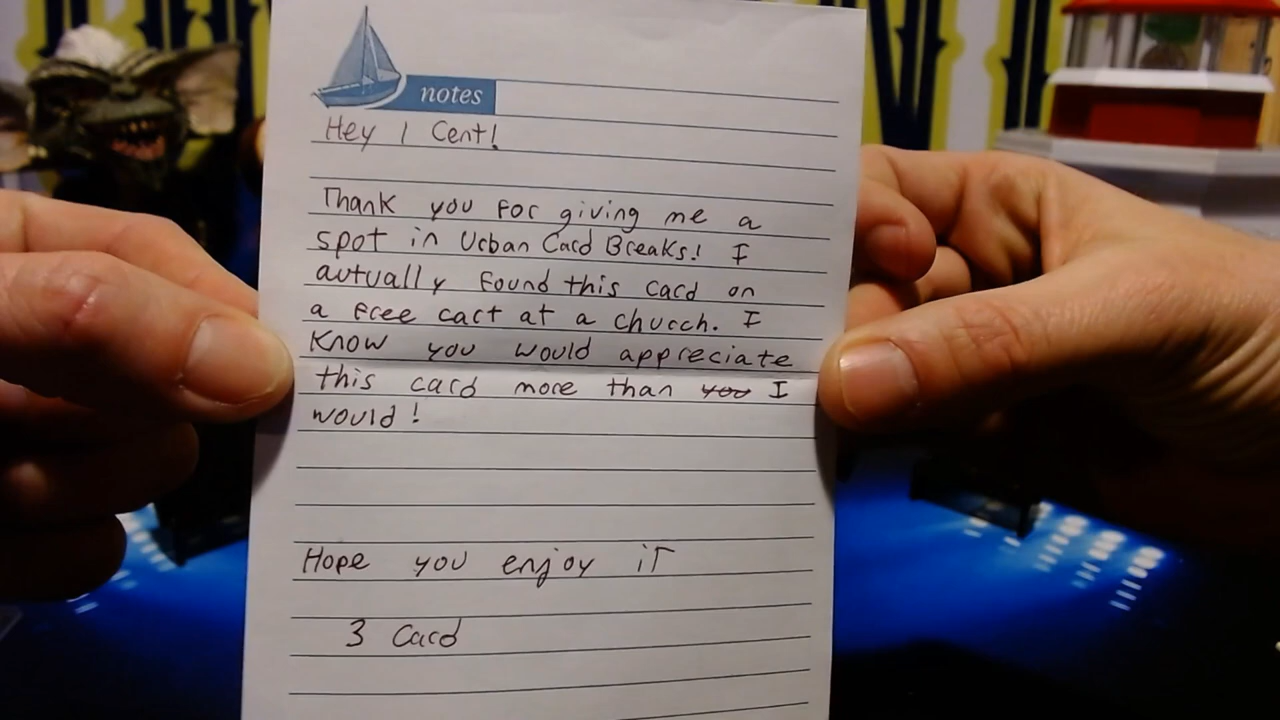 notes
Hey 1 Cent!
Thank you for giving me a
spot in Urban Card Breaks! I
autually found this card on
a free cart at a church. I
Know you would appreciate
this card more than you I
would!
Hope you enjoy it
3 Card